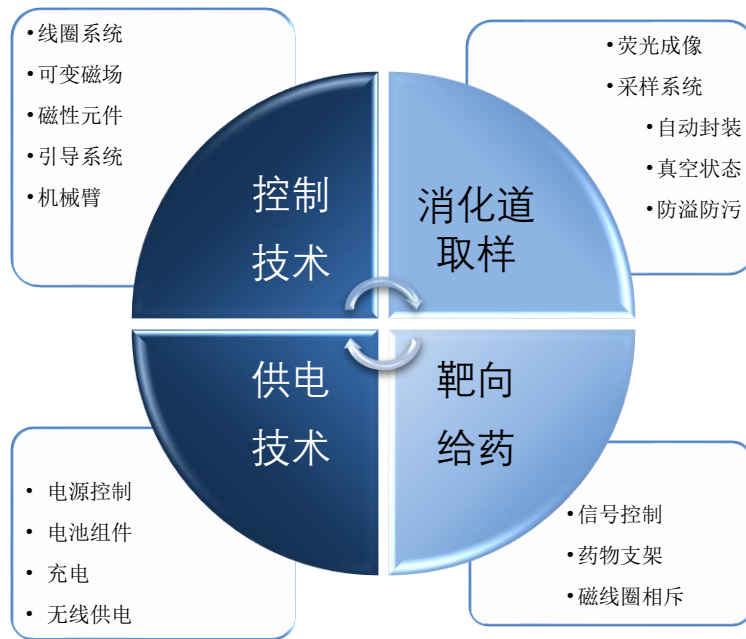 •线圈系统
•可变磁场
•磁性元件
•引导系统
•机械臂
•荧光成像
•采样系统
•自动封装
•真空状态
•防溢防污
控制
技术
消化道
取样
供电
技术
靶向
给药
• 电源控制
• 电池组件
• 充电
• 无线供电
•信号控制
•药物支架
•磁线圈相斥